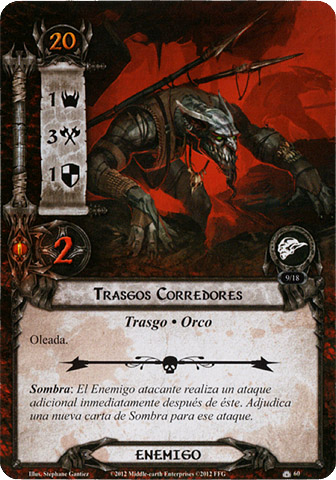 20
1
3
1
2
9/18
Trasgos Corredores
Trasgo • Orco
Oleada.
Sombra: El Enemigo atacante realiza un ataque
adicional inmediatamente después de éste. Adjudica
una nueva carta de Sombra para ese ataque.
ENEMIGO
Illus. Stéphane Gantiez
©2012 Middle-earth Enterprises ©2012 FFG
60